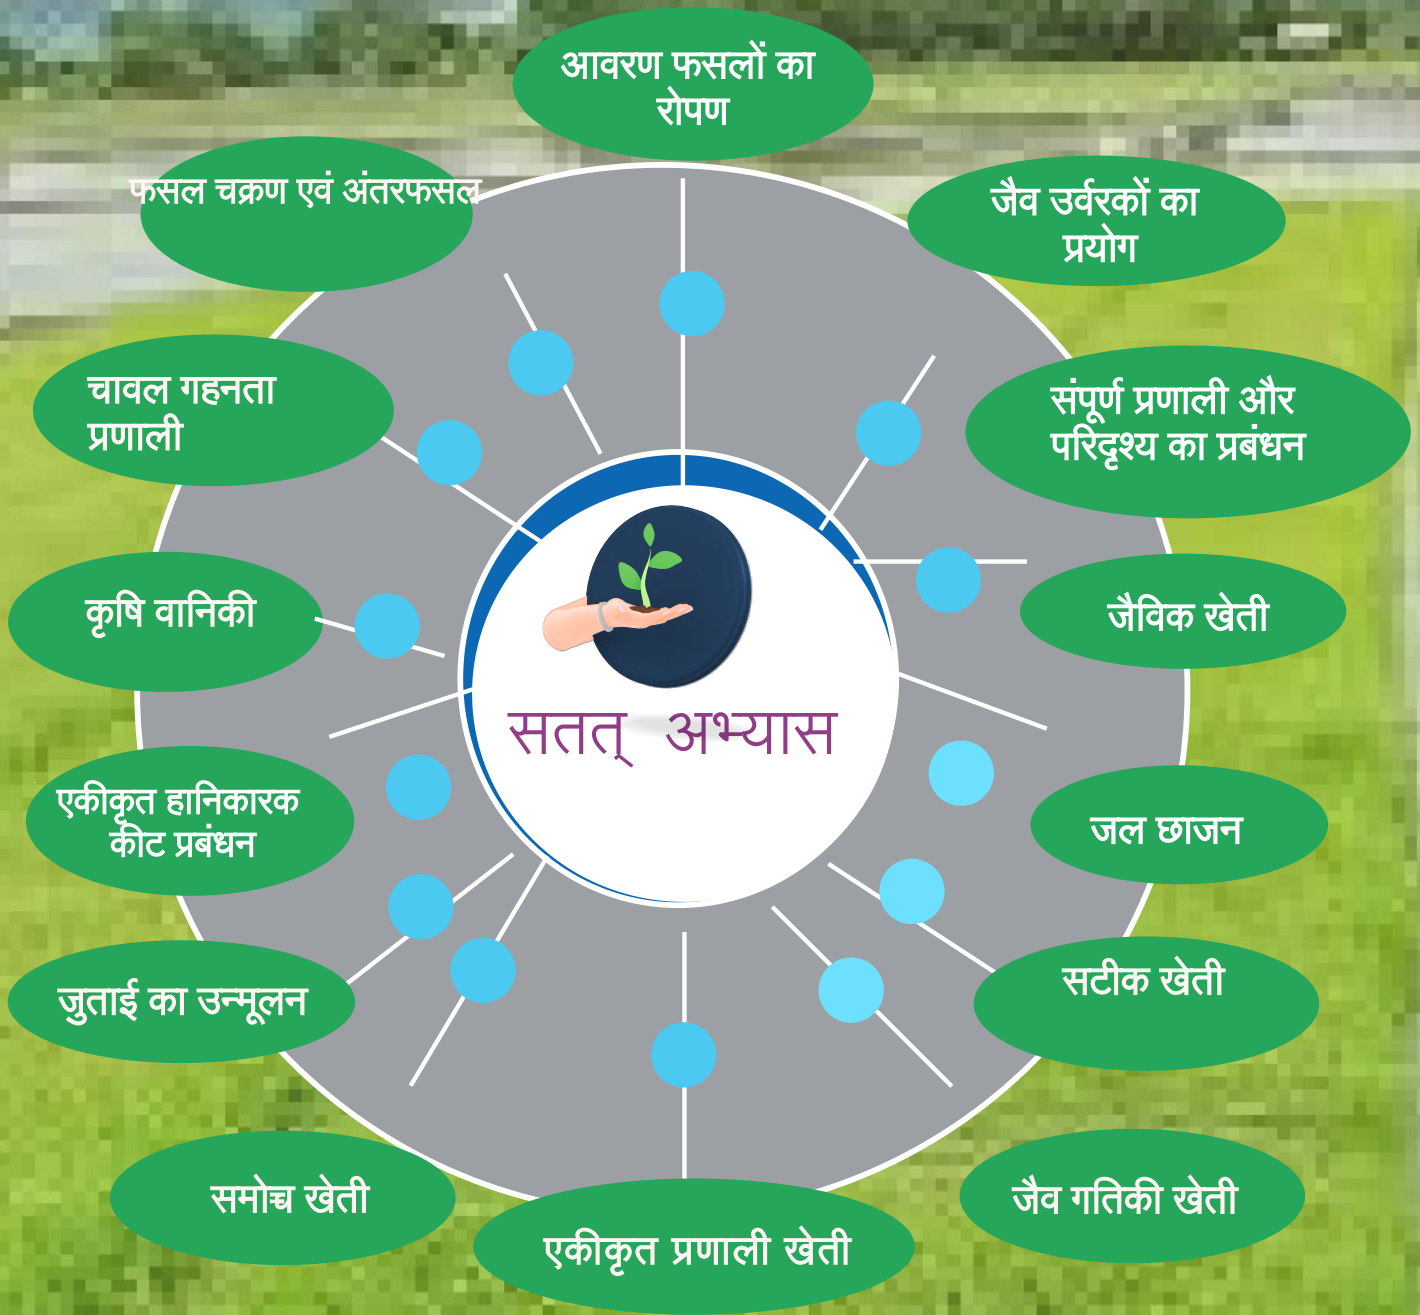 आवरण फसलों का
रोपण
फसल चक्रण एवं अंतरफसल
जैव उर्वरकों का
प्रयोग
चावल गहनता
प्रणाली
संपूर्ण प्रणाली और
परिदृश्य का प्रबंधन
कृषि वानिकी
जैविक खेती
सतत् अभ्यास
एकीकृत हानिकारक
कीट प्रबंधन
जल छाजन
जुताई का उन्मूलन
सटीक खेती
समोच्च खेती
जैव गतिकी खेती
एकीकृत प्रणाली खेती